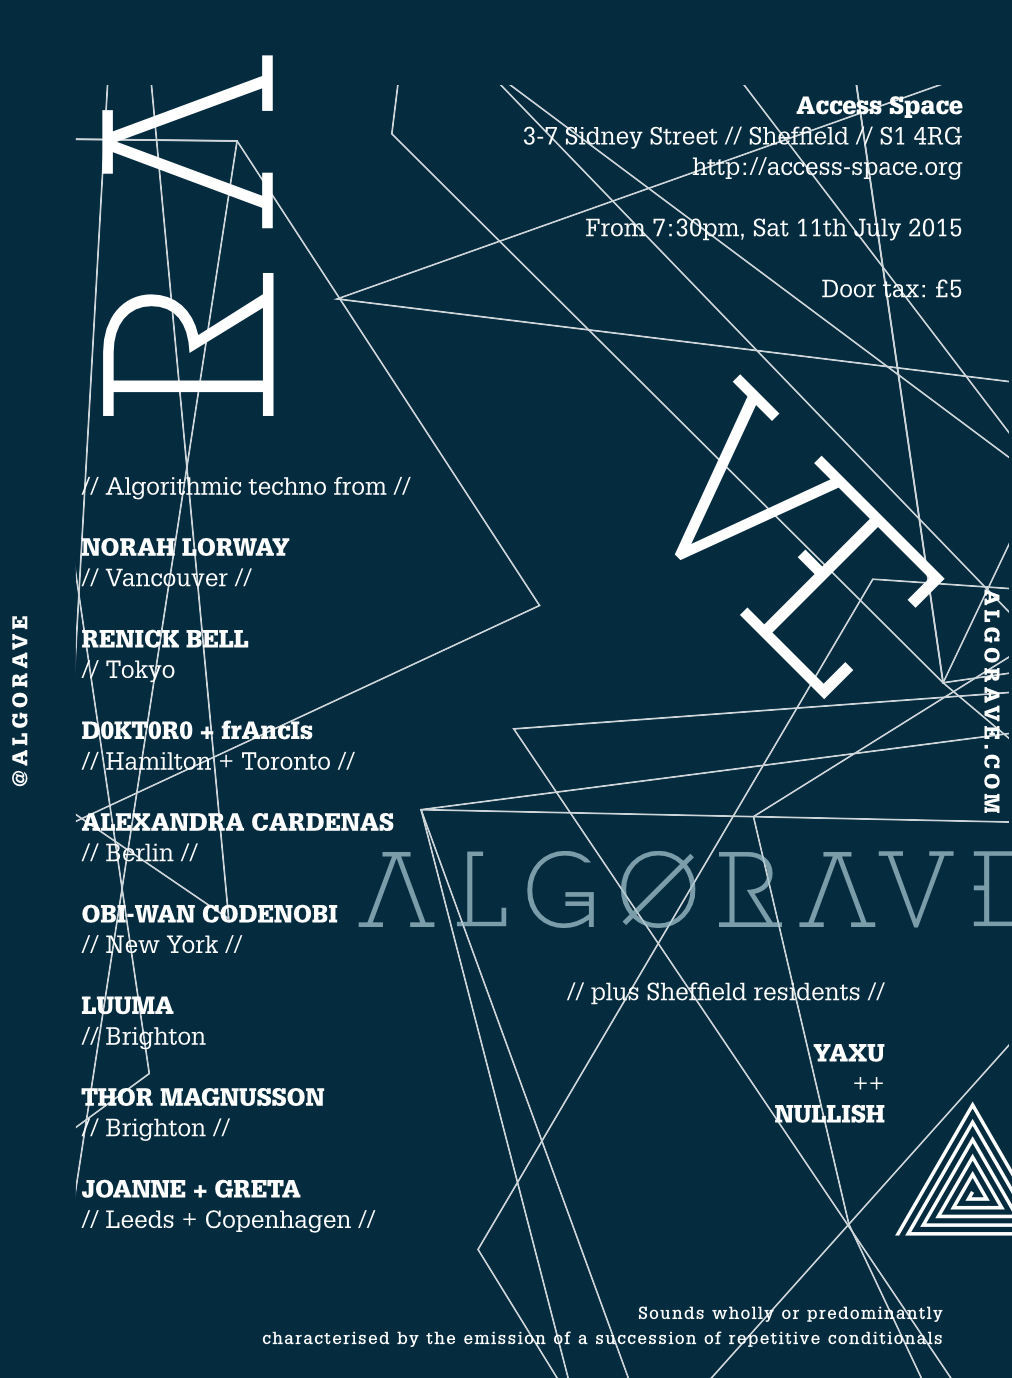 RA
Access Space
3-7 Sidney Street // Sheffield // S1 4RG
http://access-space.org
From 7:30pm, Sat 11th July 2015
Door tax: £5
VE
// Algorithmic techno from //
NORAH LORWAY
// Vancouver //
RENICK BELL
// Tokyo
D0KT0R0 + frAncIs
// Hamilton + Toronto //
ALEXANDRA CARDENAS
// Berlin //
OBI-WAN CODENOBI
// New York //
LUUMA
// Brighton
THOR MAGNUSSON
// Brighton //
JOANNE + GRETA
// Leeds + Copenhagen //
@ALGORAVE
ALGORAVE.COM
ALGØRAVE
// plus Sheffield residents //
YAXU
++
NULLISH
Sounds wholly or predominantly
characterised by the emission of a succession of repetitive conditionals